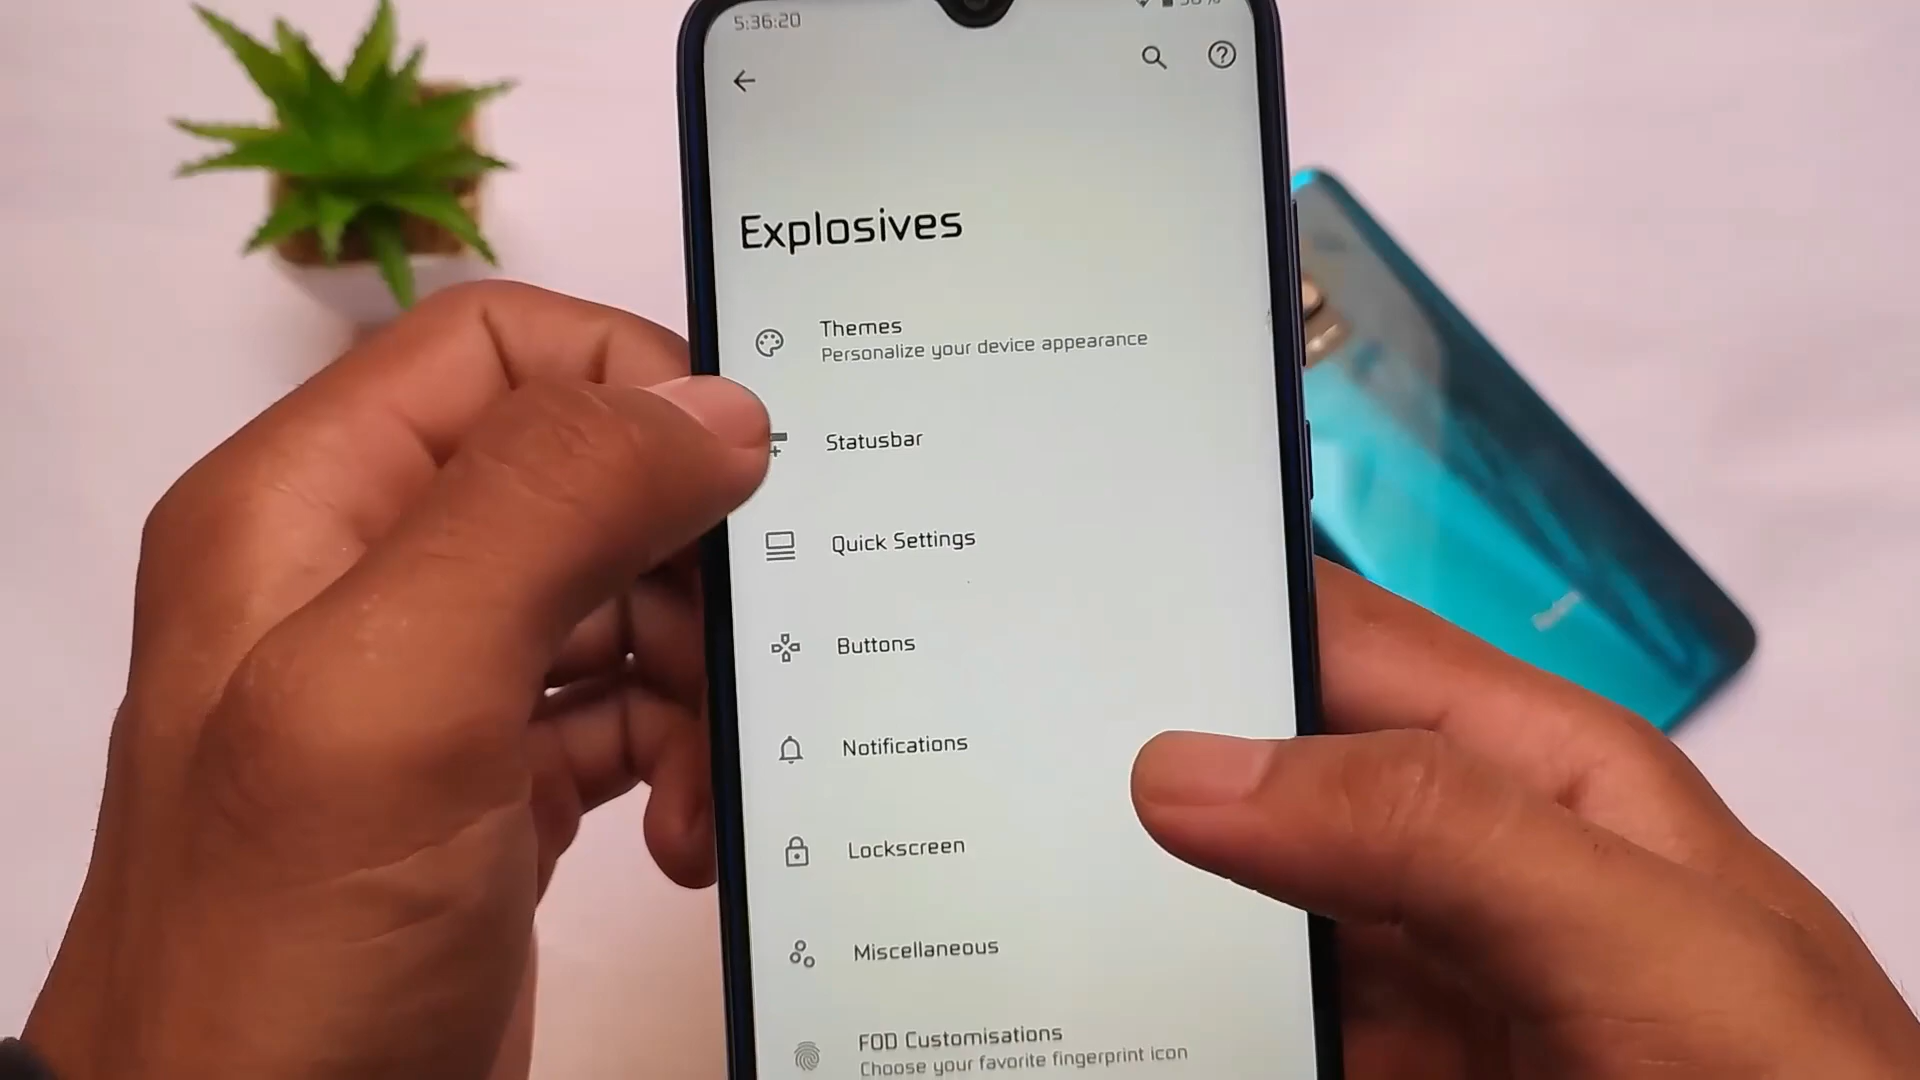 5:36:20
Explosives
Themes
Personalize your device appearance
Statusbar
Quick Settings
Buttons
Notifications
Lockscreen
Miscellaneous
FOD Customisations
Choose your favorite fingerprint icon